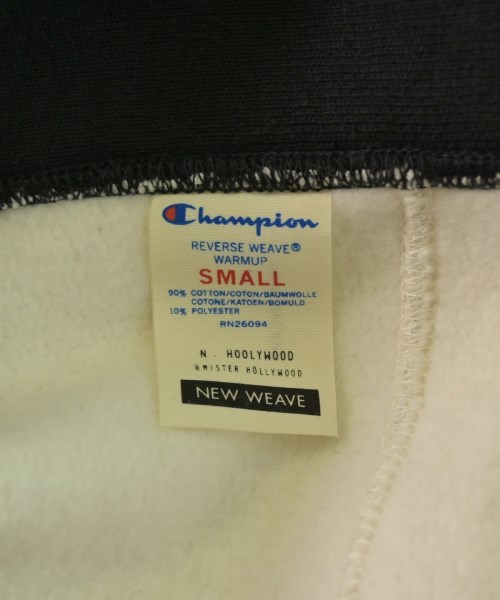 Champion
REVERSE WEAVE®
WARMUP
SMALL
90% COTTON/COTON/BAUMWOLLE
COTONE/KATOEN/BOMULD
10% POLYESTER
RN26094
N. HOOLYWOOD
MISTER HOLLYWOOD
NEW WEAVE